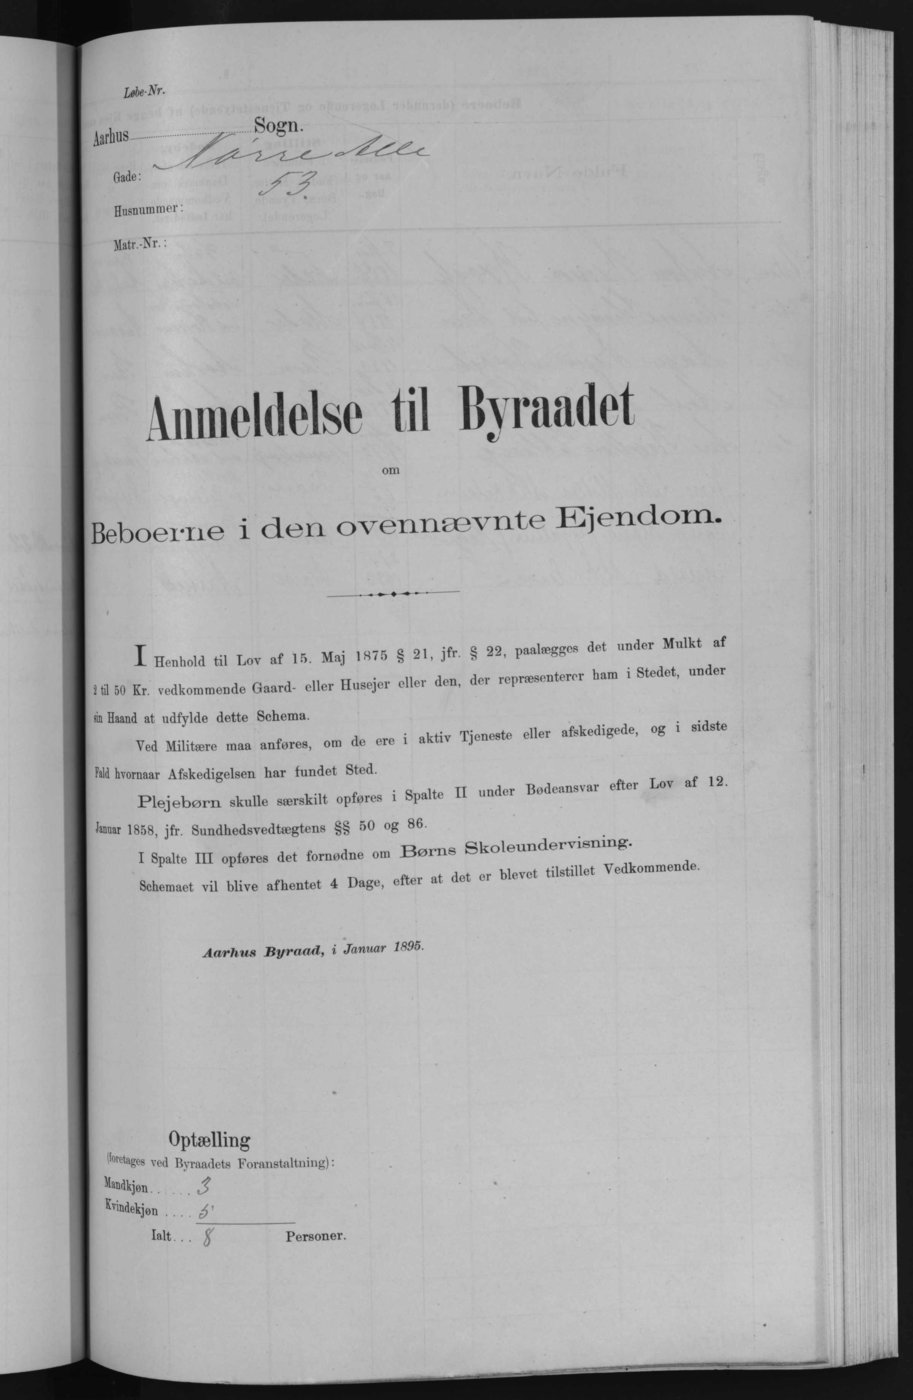 Løbe-Nr.
Aarhus Sogn.
Gade: Nørre Alle
Husnummer: 53.
Matr.-Nr.:
Anmeldelse til Byraadet
om
Beboerne i den ovennævnte Ejendom.
I Henhold til Lov af 15. Maj 1875 § 21, jfr. § 22, paalægges det under Mulkt af
2 til 50 Kr. vedkommende Gaard- eller Husejer eller den, der repræsenterer ham i Stedet, under
sin Haand at udfylde dette Schema.
Ved Militære maa anføres, om de ere i aktiv Tjeneste eller afskedigede, og i sidste
Fald hvornaar Afskedigelsen har fundet Sted.
Plejebørn skulle særskilt opføres i Spalte II under Bødeansvar efter Lov af 12.
Januar 1858, jfr. Sundhedsvedtægtens §§ 50 og 86.
I Spalte III opføres det fornødne om Børns Skoleundervisning.
Schemaet vil blive afhentet 4 Dage, efter at det er blevet tilstillet Vedkommende.
Aarhus Byraad, i Januar 1895.
Optælling
(foretages ved Byraadets Foranstaltning):
Mandkjøn...... 3
Kvindekjøn.... 5
Ialt... 8 Personer.